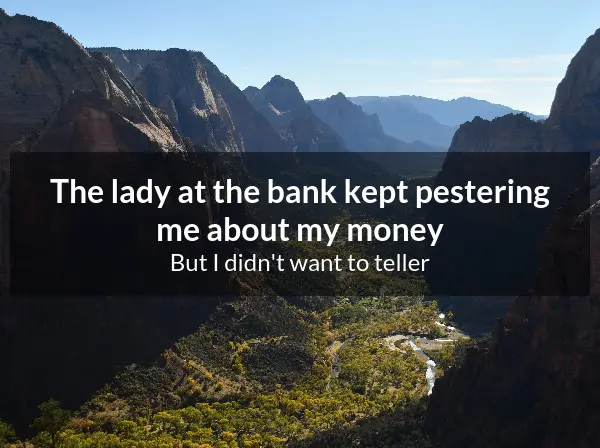 The lady at the bank kept pestering
me about my money
But I didn't want to teller